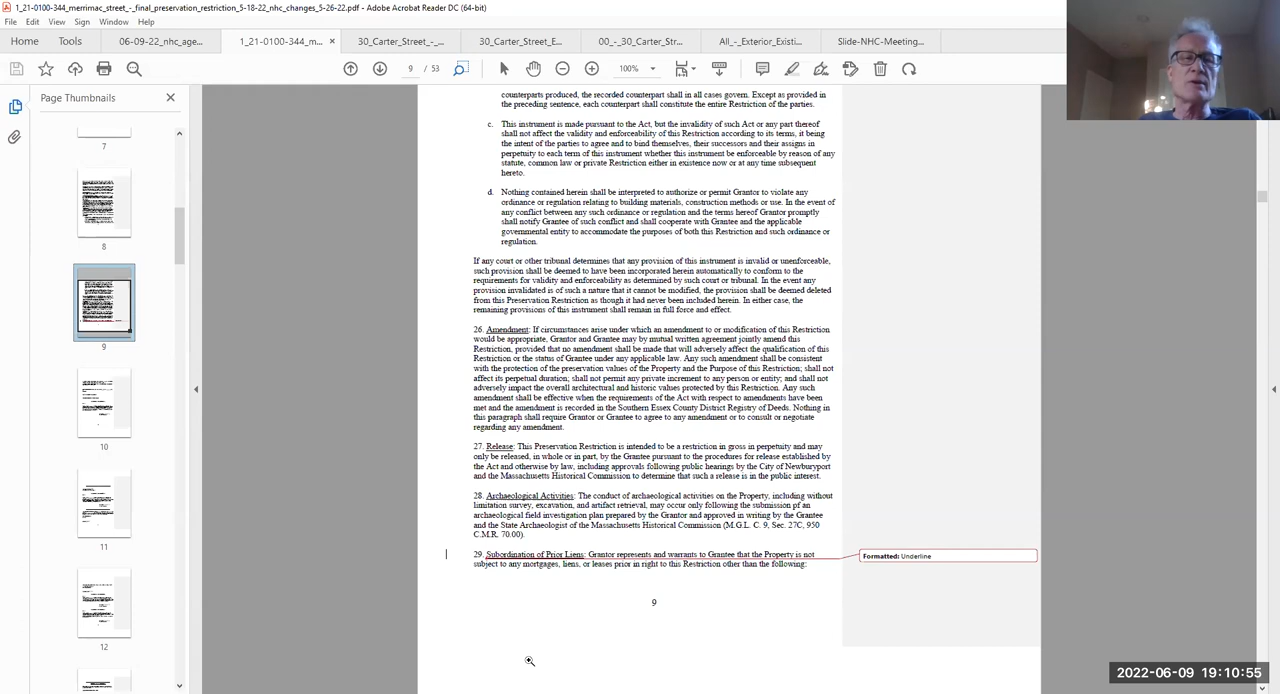 1_21-0100-344_merrimac_street_-_final_preservation_restriction_5-18-22_nhc_changes_5-26-22.pdf - Adobe Acrobat Reader DC (64-bit)
File Edit View Sign Window Help
Home Tools 06-09-22_nhc_age... 1_21-0100-344_m... × 30_Carter_Street_-_... 30_Carter_Street_E... 00_-_30_Carter_Str... All_-_Exterior_Existi... Slide-NHC-Meeting...
9 / 53 100%
Page Thumbnails
7
8
9
10
11
12
counterparts produced, the recorded counterpart shall in all cases govern. Except as provided in
the preceding sentence, each counterpart shall constitute the entire Restriction of the parties.
c. This instrument is made pursuant to the Act, but the invalidity of such Act or any part thereof
shall not affect the validity and enforceability of this Restriction according to its terms, it being
the intent of the parties to agree and to bind themselves, their successors and their assigns in
perpetuity to each term of this instrument whether this instrument be enforceable by reason of any
statute, common law or private Restriction either in existence now or at any time subsequent
hereto.
d. Nothing contained herein shall be interpreted to authorize or permit Grantor to violate any
ordinance or regulation relating to building materials, construction methods or use. In the event of
any conflict between any such ordinance or regulation and the terms hereof Grantor promptly
shall notify Grantee of such conflict and shall cooperate with Grantee and the applicable
governmental entity to accommodate the purposes of both this Restriction and such ordinance or
regulation.
If any court or other tribunal determines that any provision of this instrument is invalid or unenforceable,
such provision shall be deemed to have been incorporated herein automatically to conform to the
requirements for validity and enforceability as determined by such court or tribunal. In the event any
provision invalidated is of such a nature that it cannot be modified, the provision shall be deemed deleted
from this Preservation Restriction as though it had never been included herein. In either case, the
remaining provisions of this instrument shall remain in full force and effect.
26. Amendment: If circumstances arise under which an amendment to or modification of this Restriction
would be appropriate, Grantor and Grantee may by mutual written agreement jointly amend this
Restriction, provided that no amendment shall be made that will adversely affect the qualification of this
Restriction or the status of Grantee under any applicable law. Any such amendment shall be consistent
with the protection of the preservation values of the Property and the Purpose of this Restriction; shall not
affect its perpetual duration; shall not permit any private increment to any person or entity; and shall not
adversely impact the overall architectural and historic values protected by this Restriction. Any such
amendment shall be effective when the requirements of the Act with respect to amendments have been
met and the amendment is recorded in the Southern Essex County District Registry of Deeds. Nothing in
this paragraph shall require Grantor or Grantee to agree to any amendment or to consult or negotiate
regarding any amendment.
27. Release: This Preservation Restriction is intended to be a restriction in gross in perpetuity and may
only be released, in whole or in part, by the Grantee pursuant to the procedures for release established by
the Act and otherwise by law, including approvals following public hearings by the City of Newburyport
and the Massachusetts Historical Commission to determine that such a release is in the public interest.
28. Archaeological Activities: The conduct of archaeological activities on the Property, including without
limitation survey, excavation, and artifact retrieval, may occur only following the submission pf an
archaeological field investigation plan prepared by the Grantor and approved in writing by the Grantee
and the State Archaeologist of the Massachusetts Historical Commission (M.G.L. C. 9, Sec. 27C, 950
C.M.R. 70.00).
29. Subordination of Prior Liens: Grantor represents and warrants to Grantee that the Property is not
subject to any mortgages, liens, or leases prior in right to this Restriction other than the following:
Formatted: Underline
9
2022-06-09 19:10:55